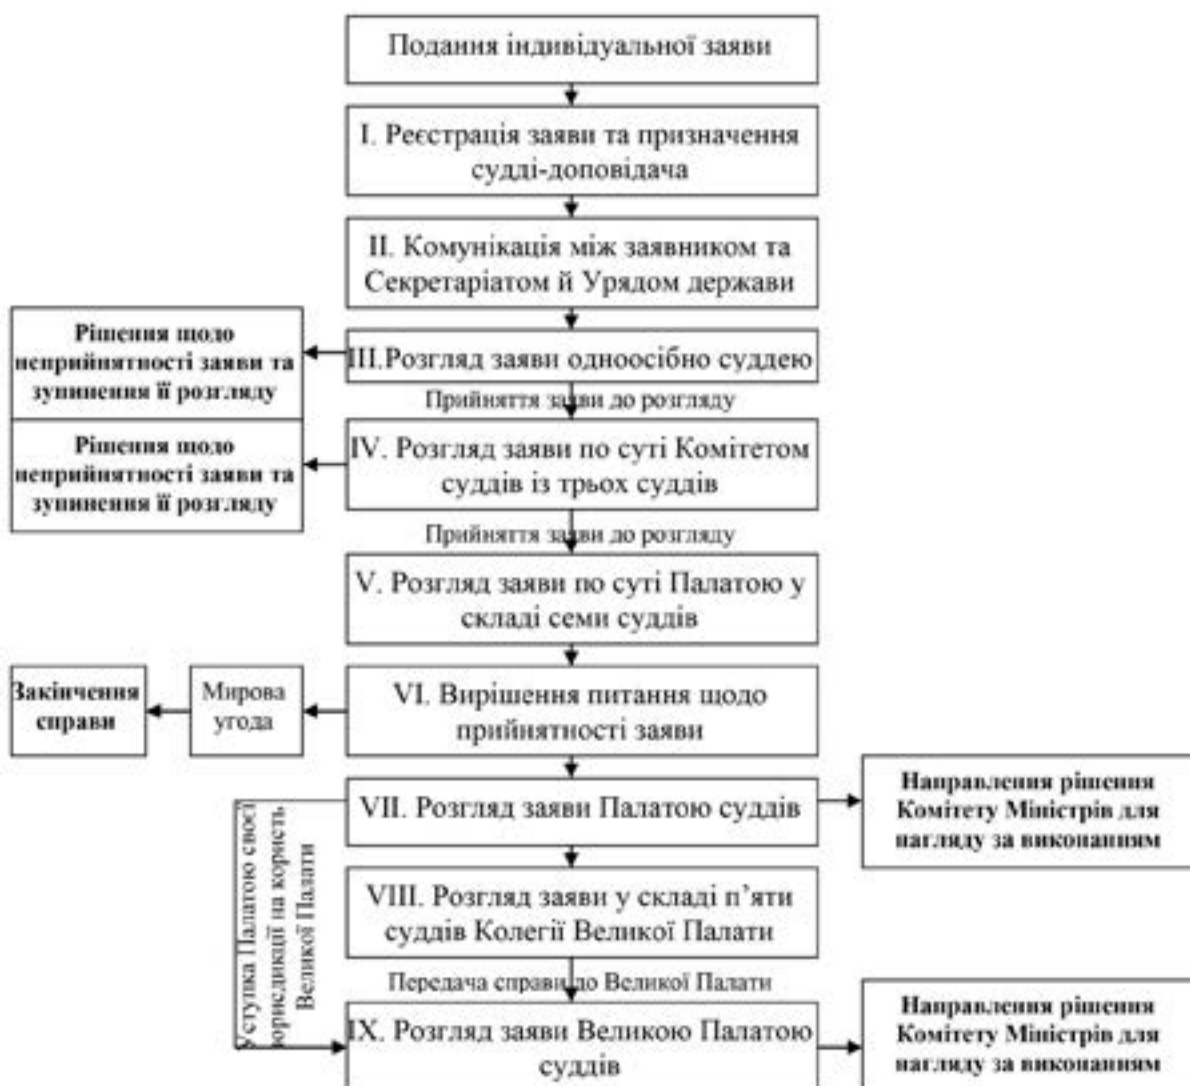 Подання індивідуальної заяви
I. Реєстрація заяви та призначення
судді-доповідача
II. Комунікація між заявником та
Секретаріатом й Урядом держави
Рішення щодо
неприйнятності заяви та
зупинення її розгляду
III.Розгляд заяви одноосібно суддею
Прийняття заяви до розгляду
Рішення щодо
неприйнятності заяви та
зупинення її розгляду
IV. Розгляд заяви по суті Комітетом
суддів із трьох суддів
Прийняття заяви до розгляду
V. Розгляд заяви по суті Палатою у
складі семи суддів
Закінчення
справи
Мирова
угода
VI. Вирішення питання щодо
прийнятності заяви
VII. Розгляд заяви Палатою суддів
Направлення рішення
Комітету Міністрів для
нагляду за виконанням
Уступка Палатою своєї
юрисдикції на користь
Великої Палати
VIII. Розгляд заяви у складі п’яти
суддів Колегії Великої Палати
Передача справи до Великої Палати
IX. Розгляд заяви Великою Палатою
суддів
Направлення рішення
Комітету Міністрів для
нагляду за виконанням